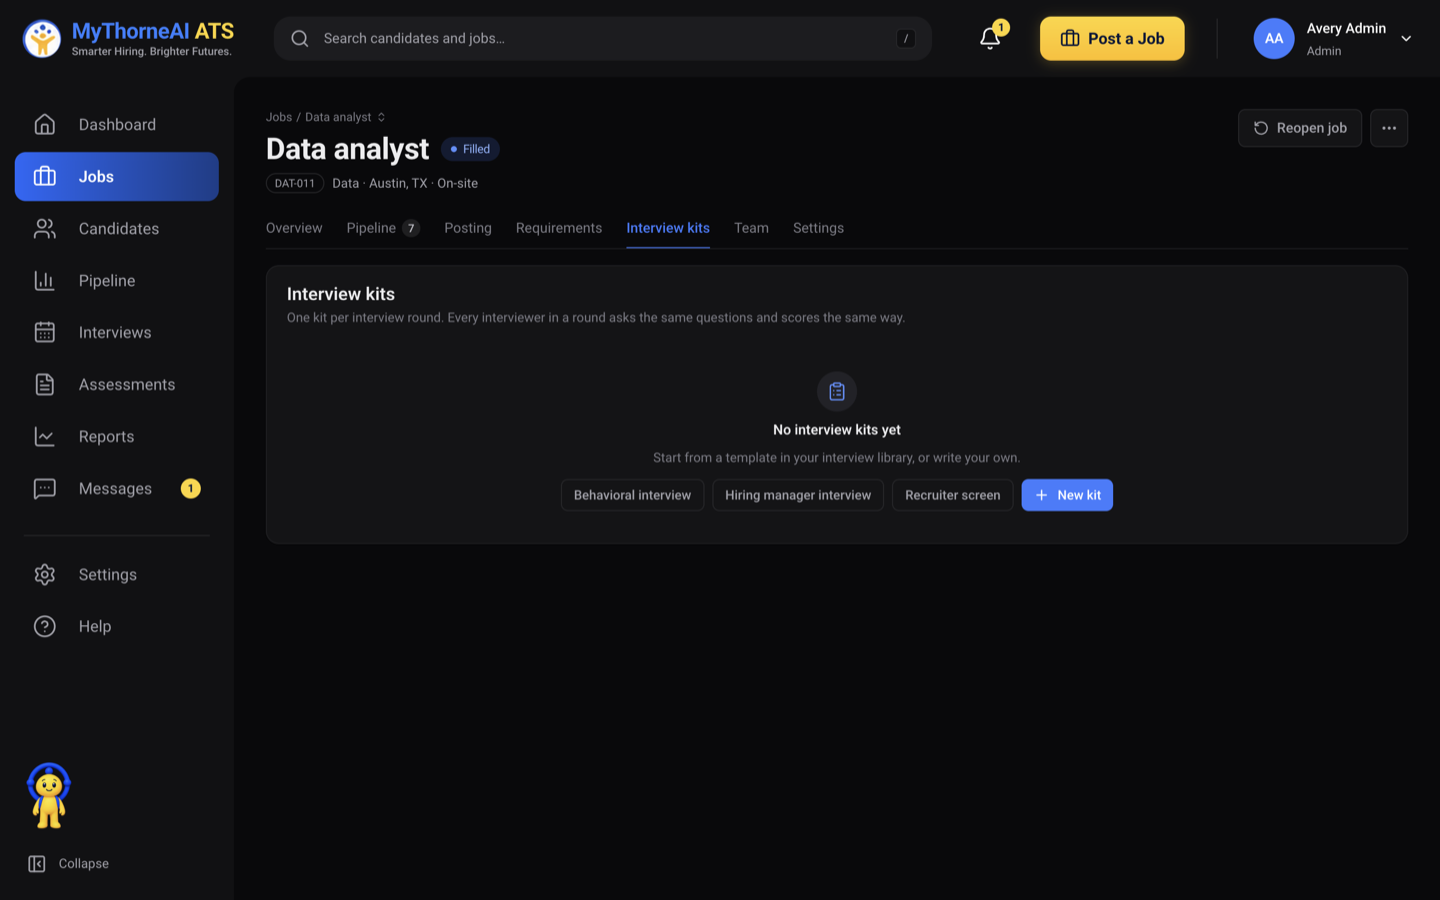 MyThorneAI ATS
Smarter Hiring. Brighter Futures.
Search candidates and jobs...
/
1
Post a Job
AA
Avery Admin
Admin
Dashboard
Jobs
Candidates
Pipeline
Interviews
Assessments
Reports
Messages
1
Settings
Help
Collapse
Jobs / Data analyst
Data analyst
Filled
Reopen job
DAT-011
Data · Austin, TX · On-site
Overview
Pipeline 7
Posting
Requirements
Interview kits
Team
Settings
Interview kits
One kit per interview round. Every interviewer in a round asks the same questions and scores the same way.
No interview kits yet
Start from a template in your interview library, or write your own.
Behavioral interview
Hiring manager interview
Recruiter screen
New kit